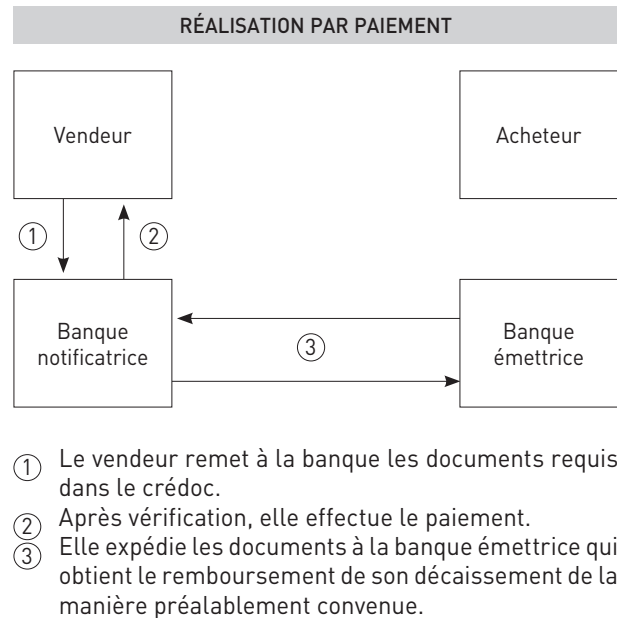 RÉALISATION PAR PAIEMENT
Vendeur
Acheteur
1
2
Banque
notificatrice
3
Banque
émettrice
1 Le vendeur remet à la banque les documents requis
dans le crédoc.
2 Après vérification, elle effectue le paiement.
3 Elle expédie les documents à la banque émettrice qui
obtient le remboursement de son décaissement de la
manière préalablement convenue.